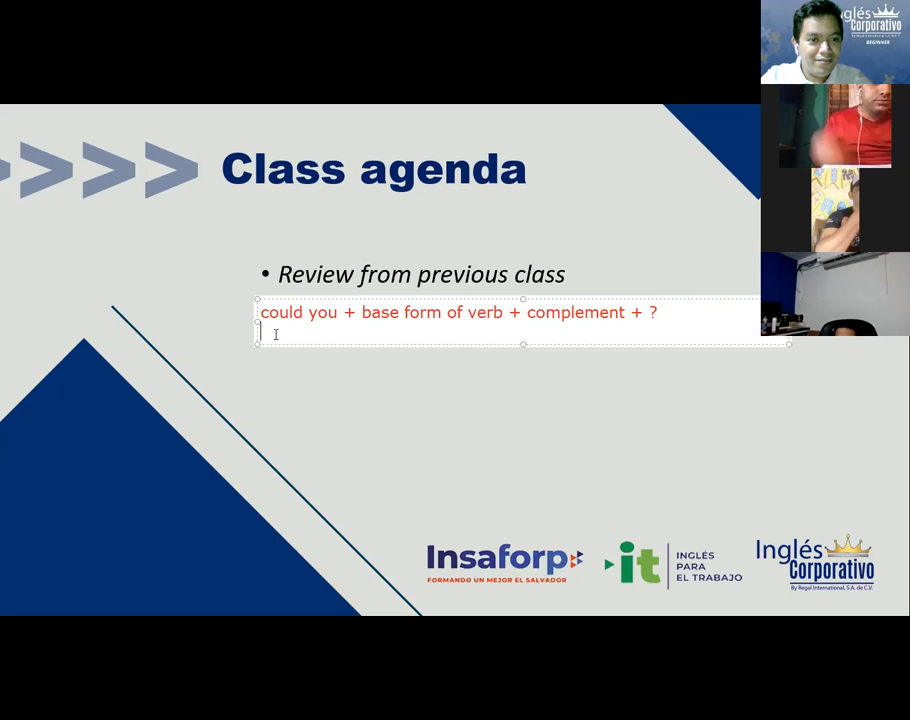 >>>>
Class agenda
• Review from previous class
could you + base form of verb + complement + ?
Insaforp
FORMANDO UN MEJOR EL SALVADOR
it
INGLÉS
PARA
EL TRABAJO
Inglés
Corporativo
By Regal International, S.A. de C.V.
glés
Corporativo
BEGINNER